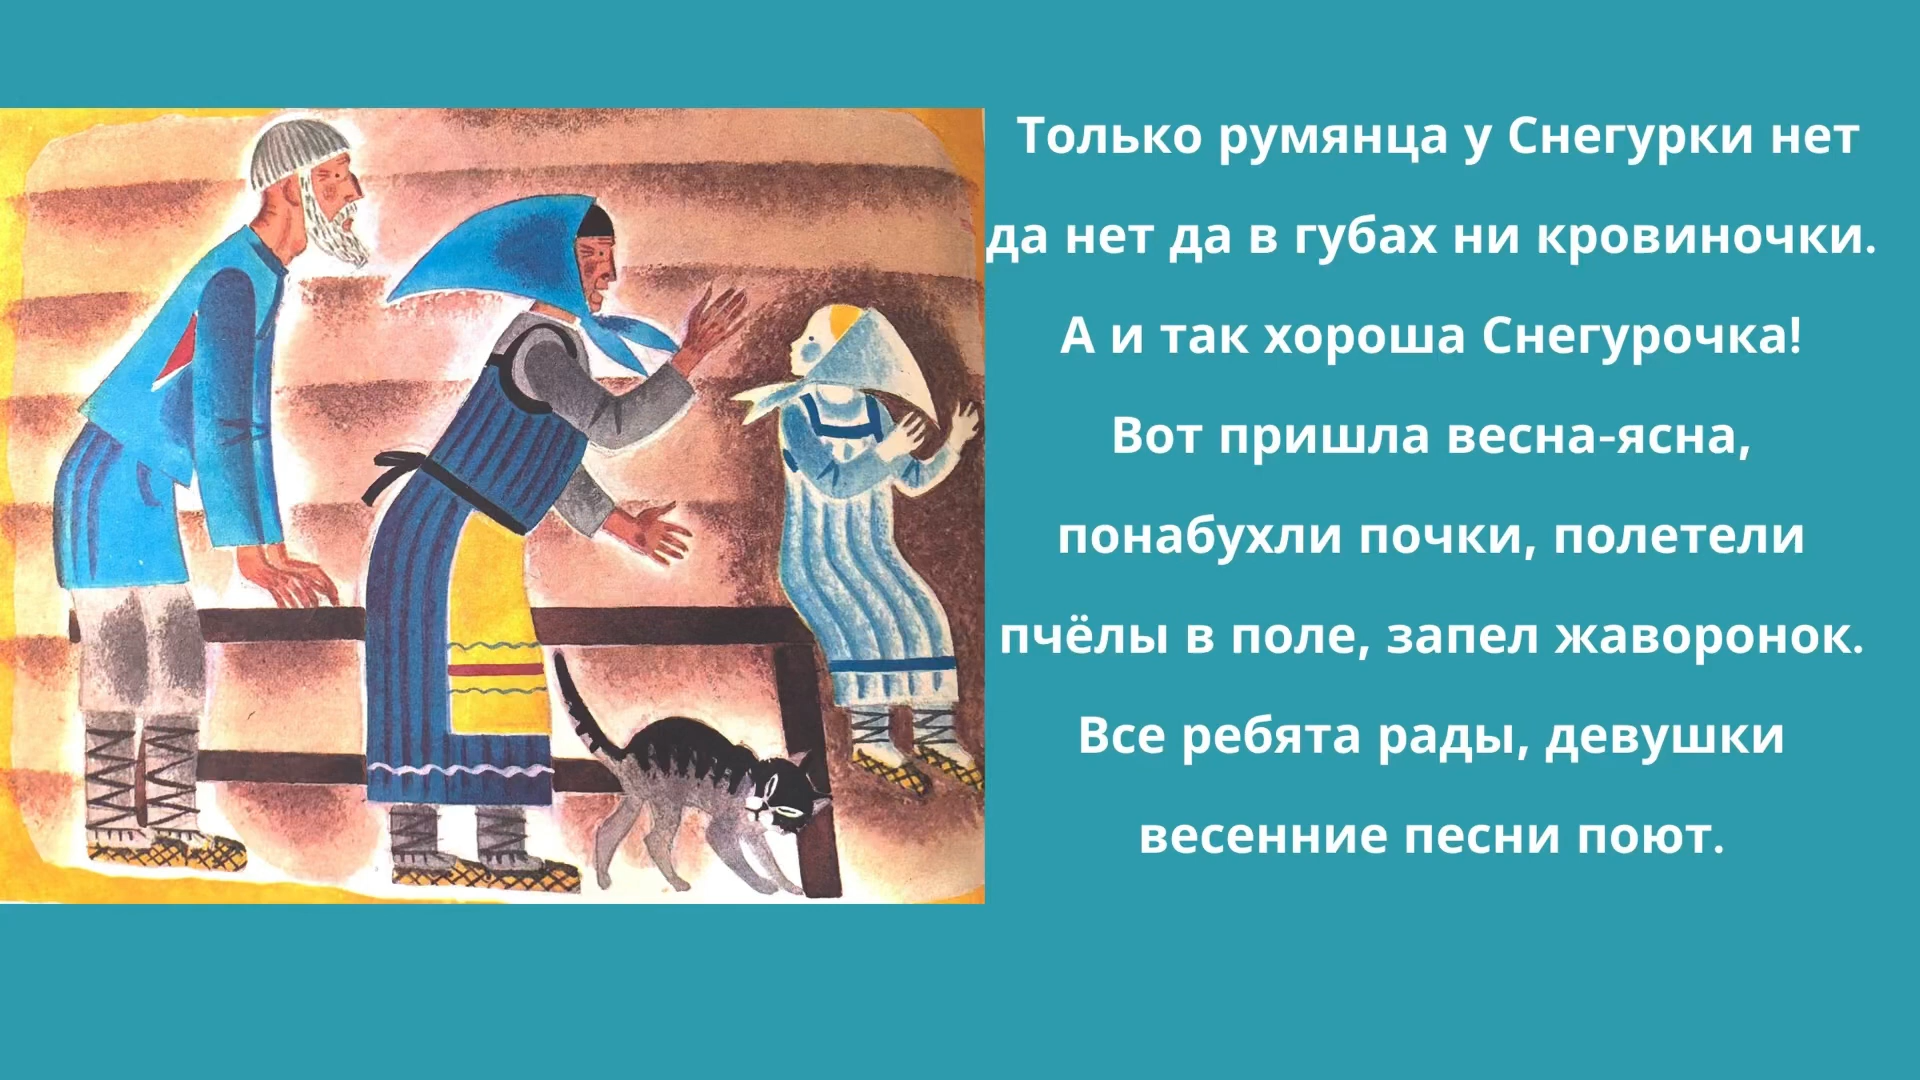 Только румянца у Снегурки нет
да нет да в губах ни кровиночки.
А и так хороша Снегурочка!
Вот пришла весна-ясна,
понабухли почки, полетели
пчёлы в поле, запел жаворонок.
Все ребята рады, девушки
весенние песни поют.